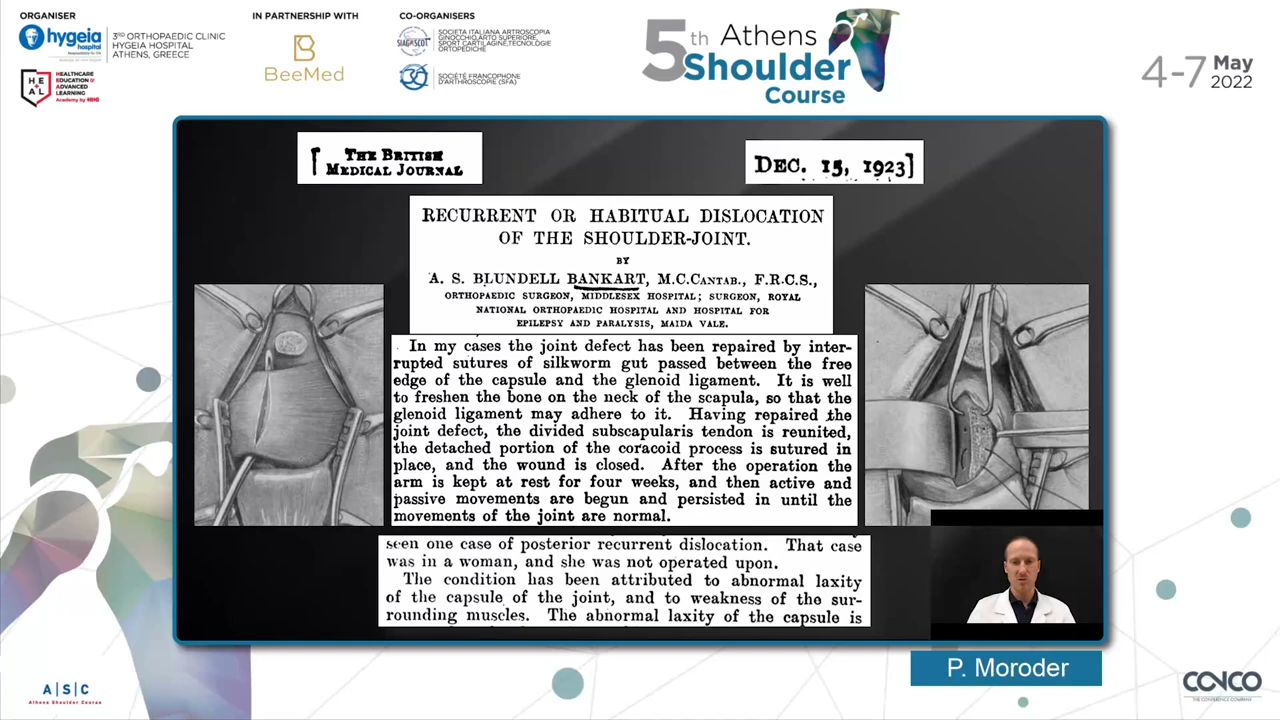 ORGANISER
hygeia
hospital
3RD ORTHOPAEDIC CLINIC
HYGEIA HOSPITAL
ATHENS, GREECE
HEAL
HEALTHCARE
EDUCATION &
ADVANCED
LEARNING
Academy by HHG
IN PARTNERSHIP WITH
BeeMed
CO-ORGANISERS
SIAGASCOT
SOCIETA ITALIANA ARTROSCOPIA
GINOCCHIO, ARTO SUPERIORE,
SPORT CARTILAGINE, TECNOLOGIE
ORTOPEDICHE
SOCIÉTÉ FRANCOPHONE
D'ARTHROSCOPIE (SFA)
5th Athens
Shoulder
Course
4-7 May
2022
[ THE BRITISH
MEDICAL JOURNAL
DEC. 15, 1923]
RECURRENT OR HABITUAL DISLOCATION
OF THE SHOULDER-JOINT.
BY
A. S. BLUNDELL BANKART, M.C.CANTAB., F.R.C.S.,
ORTHOPAEDIC SURGEON, MIDDLESEX HOSPITAL; SURGEON, ROYAL
NATIONAL ORTHOPAEDIC HOSPITAL AND HOSPITAL FOR
EPILEPSY AND PARALYSIS, MAIDA VALE.
In my cases the joint defect has been repaired by inter-
rupted sutures of silkworm gut passed between the free
edge of the capsule and the glenoid ligament. It is well
to freshen the bone on the neck of the scapula, so that the
glenoid ligament may adhere to it. Having repaired the
joint defect, the divided subscapularis tendon is reunited,
the detached portion of the coracoid process is sutured in
place, and the wound is closed. After the operation the
arm is kept at rest for four weeks, and then active and
passive movements are begun and persisted in until the
movements of the joint are normal.
seen one case of posterior recurrent dislocation. That case
was in a woman, and she was not operated upon.
The condition has been attributed to abnormal laxity
of the capsule of the joint, and to weakness of the sur-
rounding muscles. The abnormal laxity of the capsule is
P. Moroder
A|S|C
Athens Shoulder Course
CONCO
THE CONFERENCE COMPANY